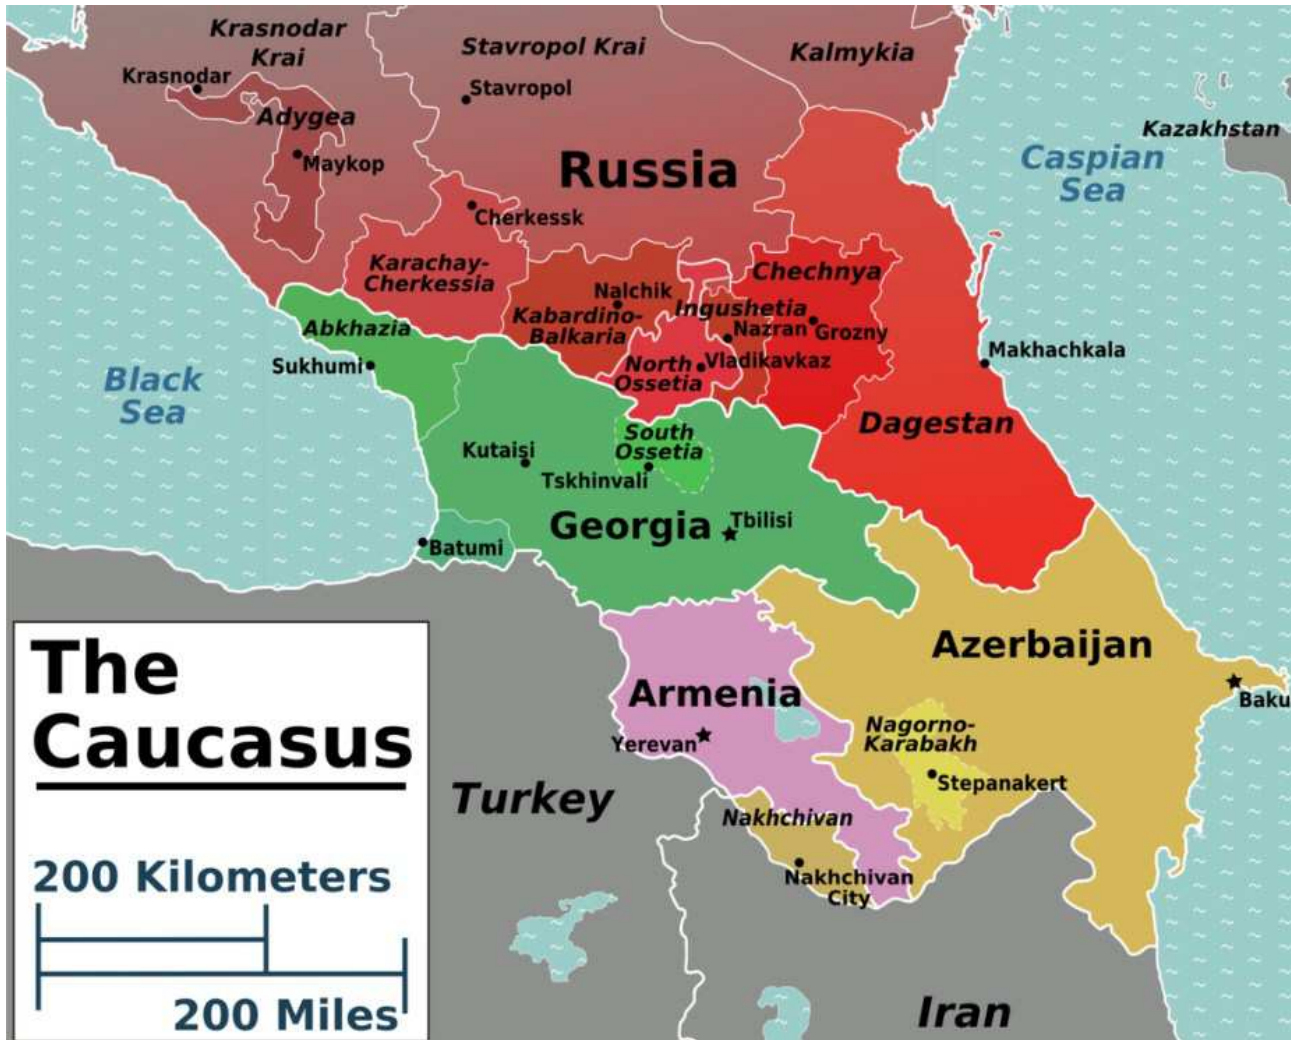 Krasnodar
Krai
Stavropol Krai
Kalmykia
Krasnodar
Stavropol
Adygea
Maykop
Kazakhstan
Russia
Caspian
Sea
Cherkessk
Karachay-
Cherkessia
Chechnya
Nalchik
Ingushetia
Kabardino-
Balkaria
Nazran
Grozny
Abkhazia
Sukhumi
North
Ossetia
Vladikavkaz
Makhachkala
Black
Sea
Dagestan
South
Ossetia
Kutaisi
Tskhinvali
Georgia
Tbilisi
Batumi
Azerbaijan
Armenia
Baku
Yerevan
Nagorno-
Karabakh
Stepanakert
Turkey
Nakhchivan
Nakhchivan
City
Iran
The
Caucasus
200 Kilometers
200 Miles